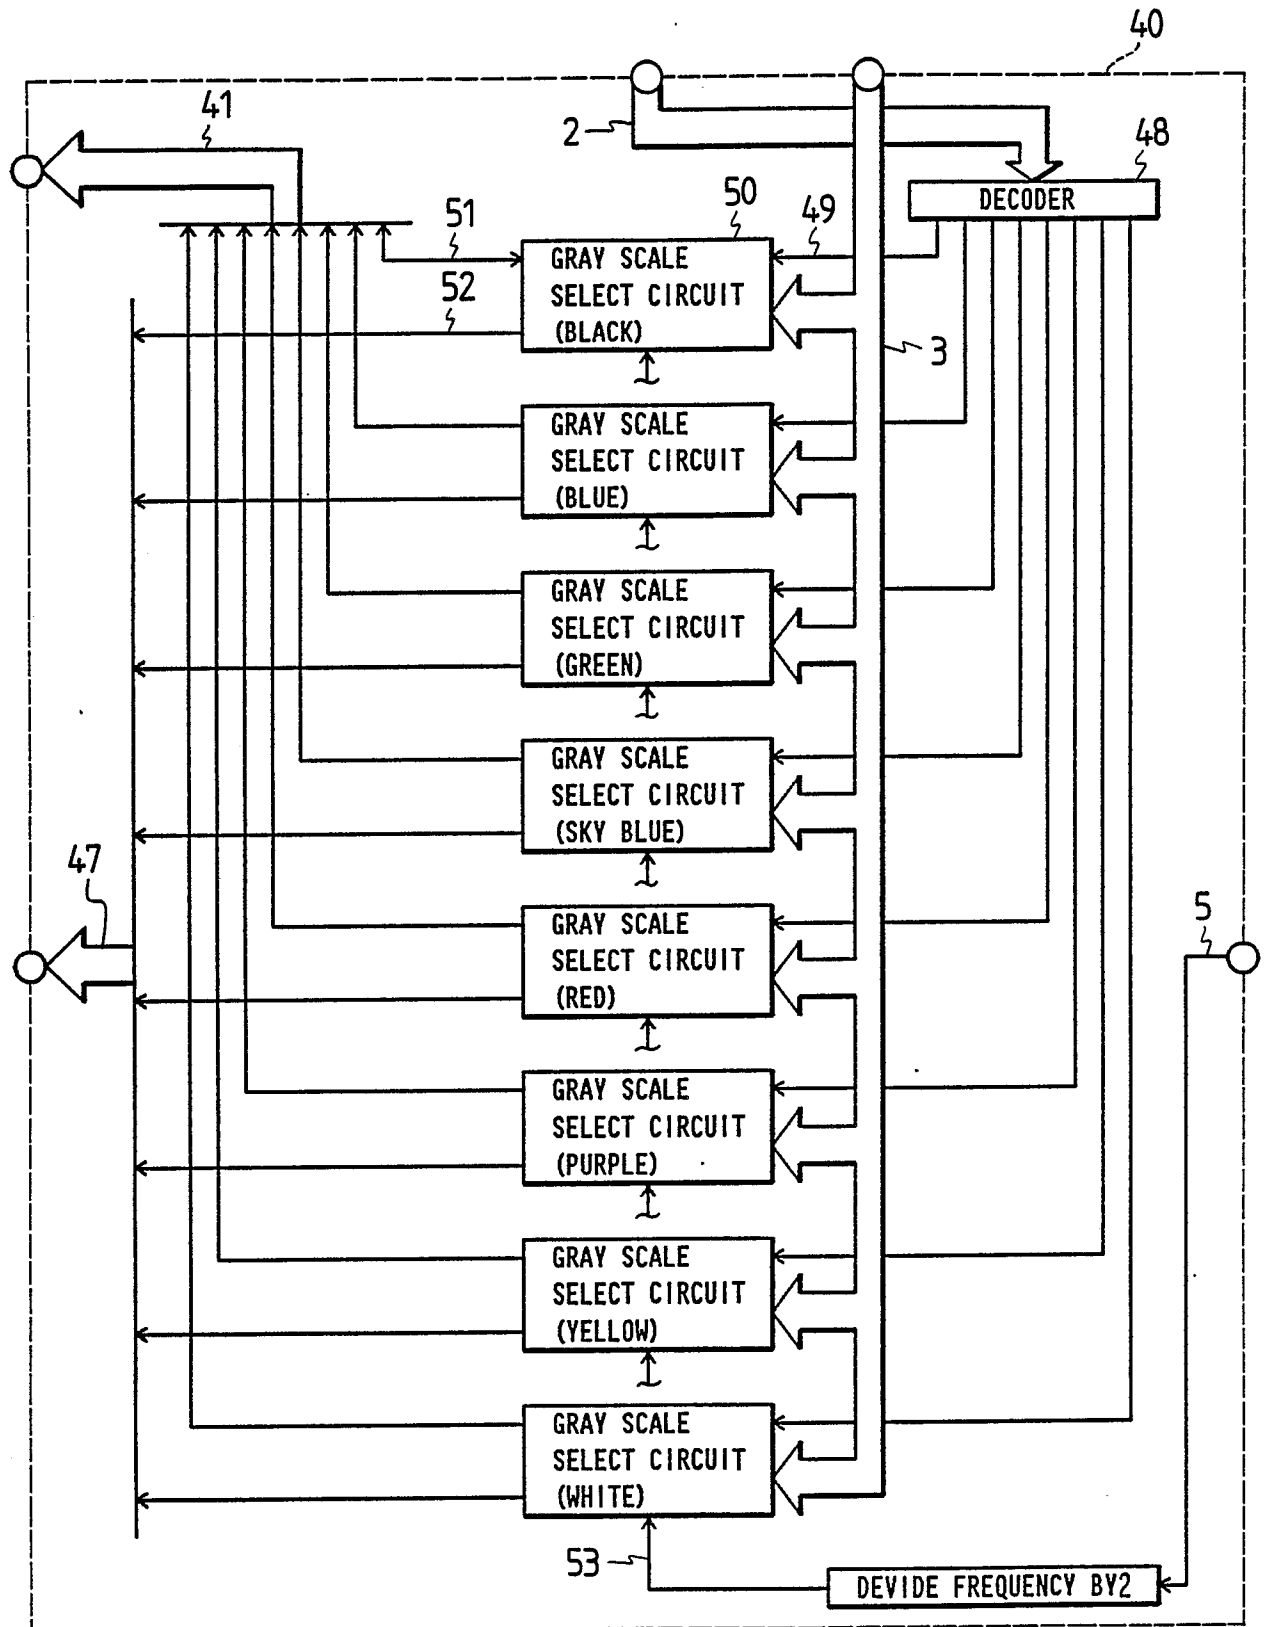 40
41
2
48
DECODER
50
49
51
GRAY SCALE
SELECT CIRCUIT
(BLACK)
52
3
GRAY SCALE
SELECT CIRCUIT
(BLUE)
GRAY SCALE
SELECT CIRCUIT
(GREEN)
GRAY SCALE
SELECT CIRCUIT
(SKY BLUE)
47
GRAY SCALE
SELECT CIRCUIT
(RED)
5
GRAY SCALE
SELECT CIRCUIT
(PURPLE)
GRAY SCALE
SELECT CIRCUIT
(YELLOW)
GRAY SCALE
SELECT CIRCUIT
(WHITE)
53
DEVIDE FREQUENCY BY2